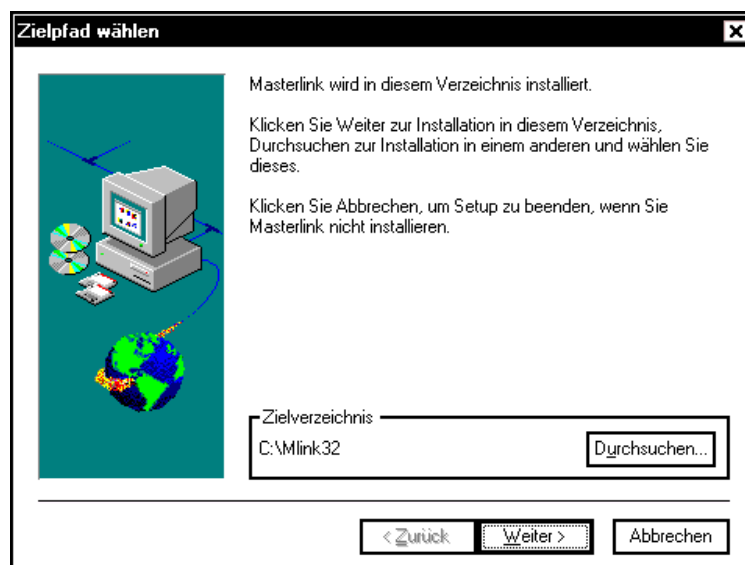 Zielpfad wählen
Masterlink wird in diesem Verzeichnis installiert.
Klicken Sie Weiter zur Installation in diesem Verzeichnis,
Durchsuchen zur Installation in einem anderen und wählen Sie
dieses.
Klicken Sie Abbrechen, um Setup zu beenden, wenn Sie
Masterlink nicht installieren.
Zielverzeichnis
C:\Mlink32
Durchsuchen...
< Zurück
Weiter >
Abbrechen